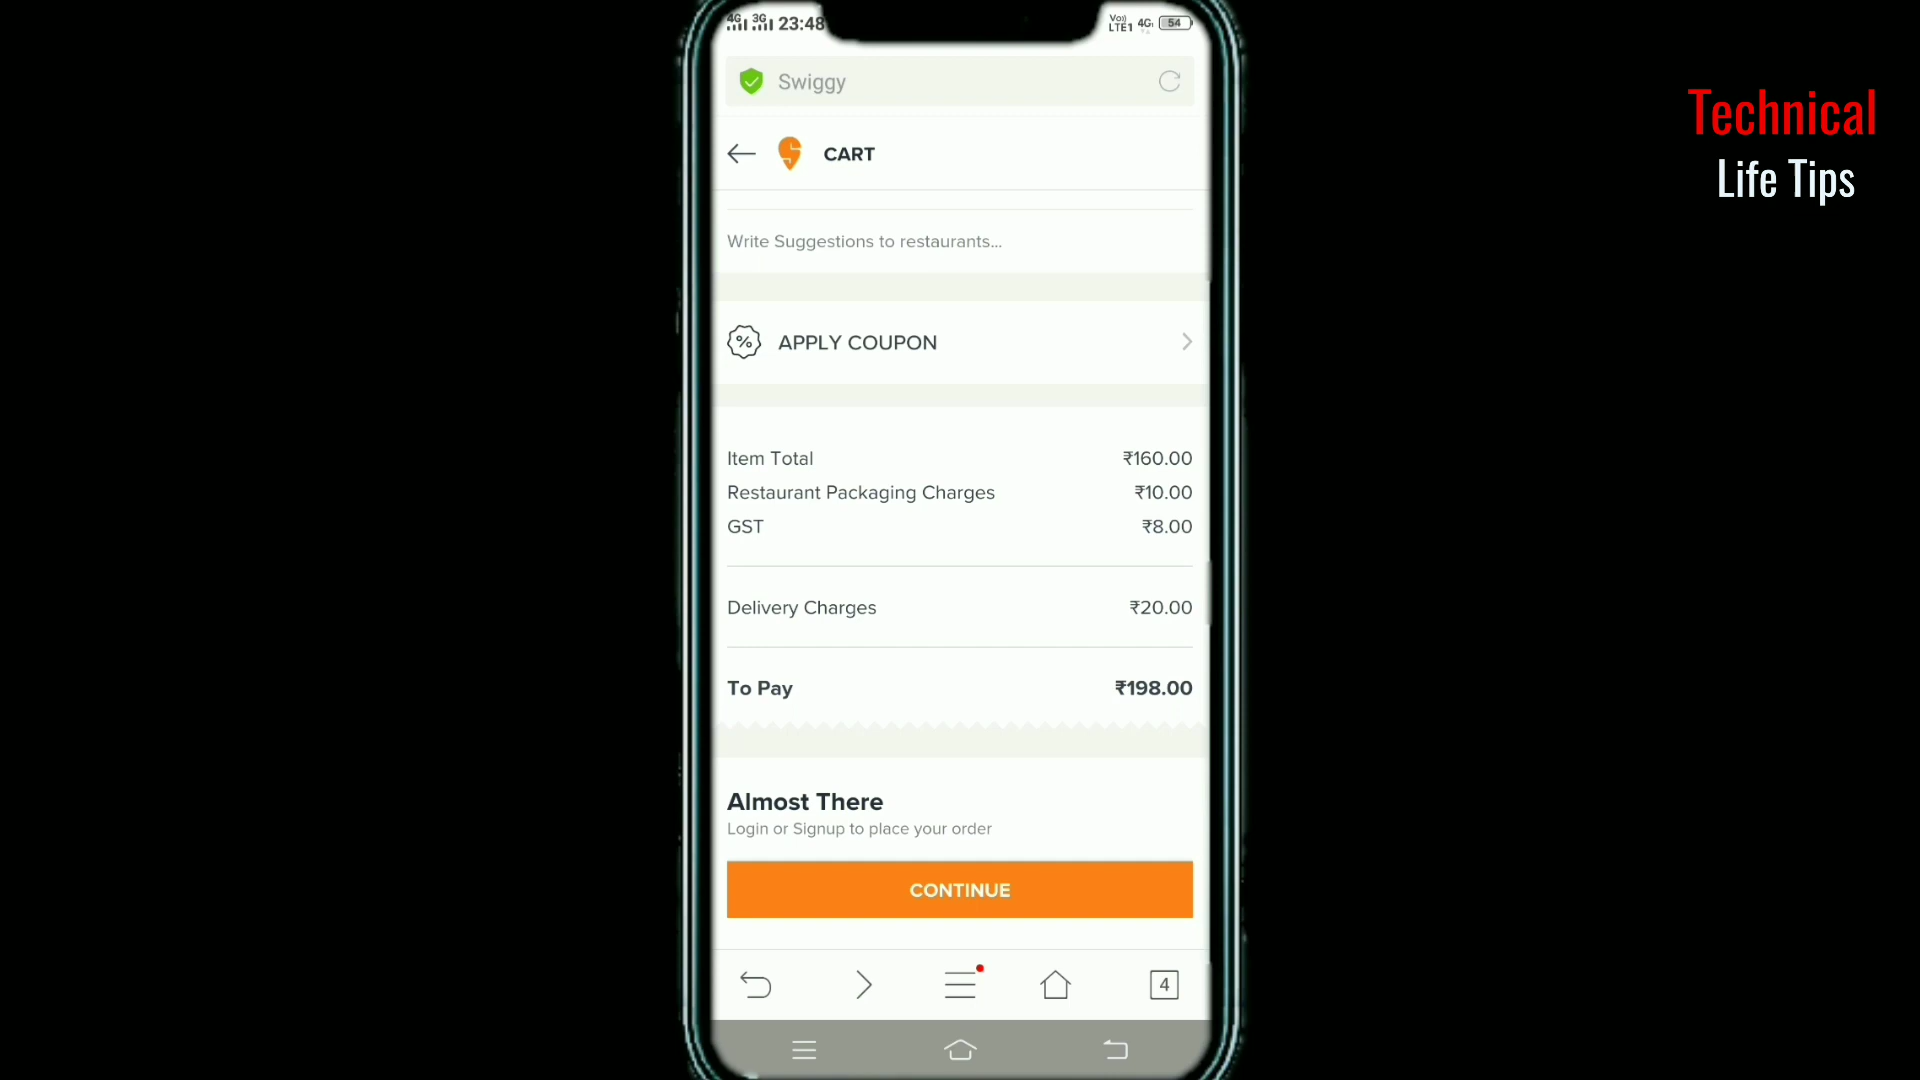 4G 3G 23:48
Vo)) LTE1 4G 54
Technical
Life Tips
Swiggy
CART
Write Suggestions to restaurants...
% APPLY COUPON
Item Total ₹160.00
Restaurant Packaging Charges ₹10.00
GST ₹8.00
Delivery Charges ₹20.00
To Pay ₹198.00
Almost There
Login or Signup to place your order
CONTINUE
4